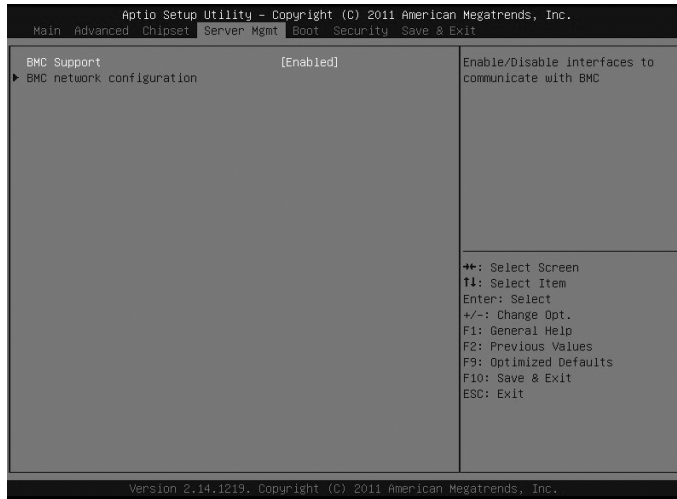 Aptio Setup Utility – Copyright (C) 2011 American Megatrends, Inc.
Main Advanced Chipset Server Mgmt Boot Security Save & Exit
BMC Support [Enabled]
▶ BMC network configuration
Enable/Disable interfaces to
communicate with BMC
→←: Select Screen
↑↓: Select Item
Enter: Select
+/-: Change Opt.
F1: General Help
F2: Previous Values
F9: Optimized Defaults
F10: Save & Exit
ESC: Exit
Version 2.14.1219. Copyright (C) 2011 American Megatrends, Inc.